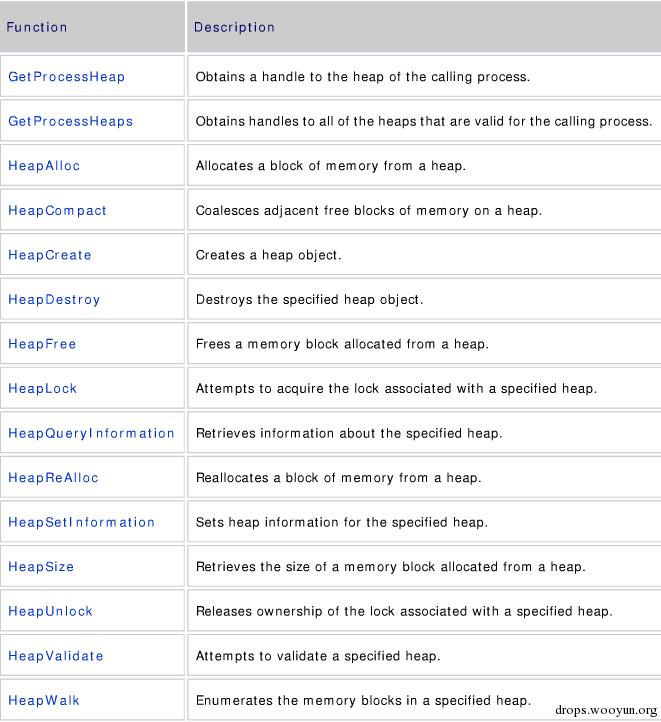 Function Description
GetProcessHeap Obtains a handle to the heap of the calling process.
GetProcessHeaps Obtains handles to all of the heaps that are valid for the calling process.
HeapAlloc Allocates a block of memory from a heap.
HeapCompact Coalesces adjacent free blocks of memory on a heap.
HeapCreate Creates a heap object.
HeapDestroy Destroys the specified heap object.
HeapFree Frees a memory block allocated from a heap.
HeapLock Attempts to acquire the lock associated with a specified heap.
HeapQueryInformation Retrieves information about the specified heap.
HeapReAlloc Reallocates a block of memory from a heap.
HeapSetInformation Sets heap information for the specified heap.
HeapSize Retrieves the size of a memory block allocated from a heap.
HeapUnlock Releases ownership of the lock associated with a specified heap.
HeapValidate Attempts to validate a specified heap.
HeapWalk Enumerates the memory blocks in a specified heap.
drops.wooyun.org